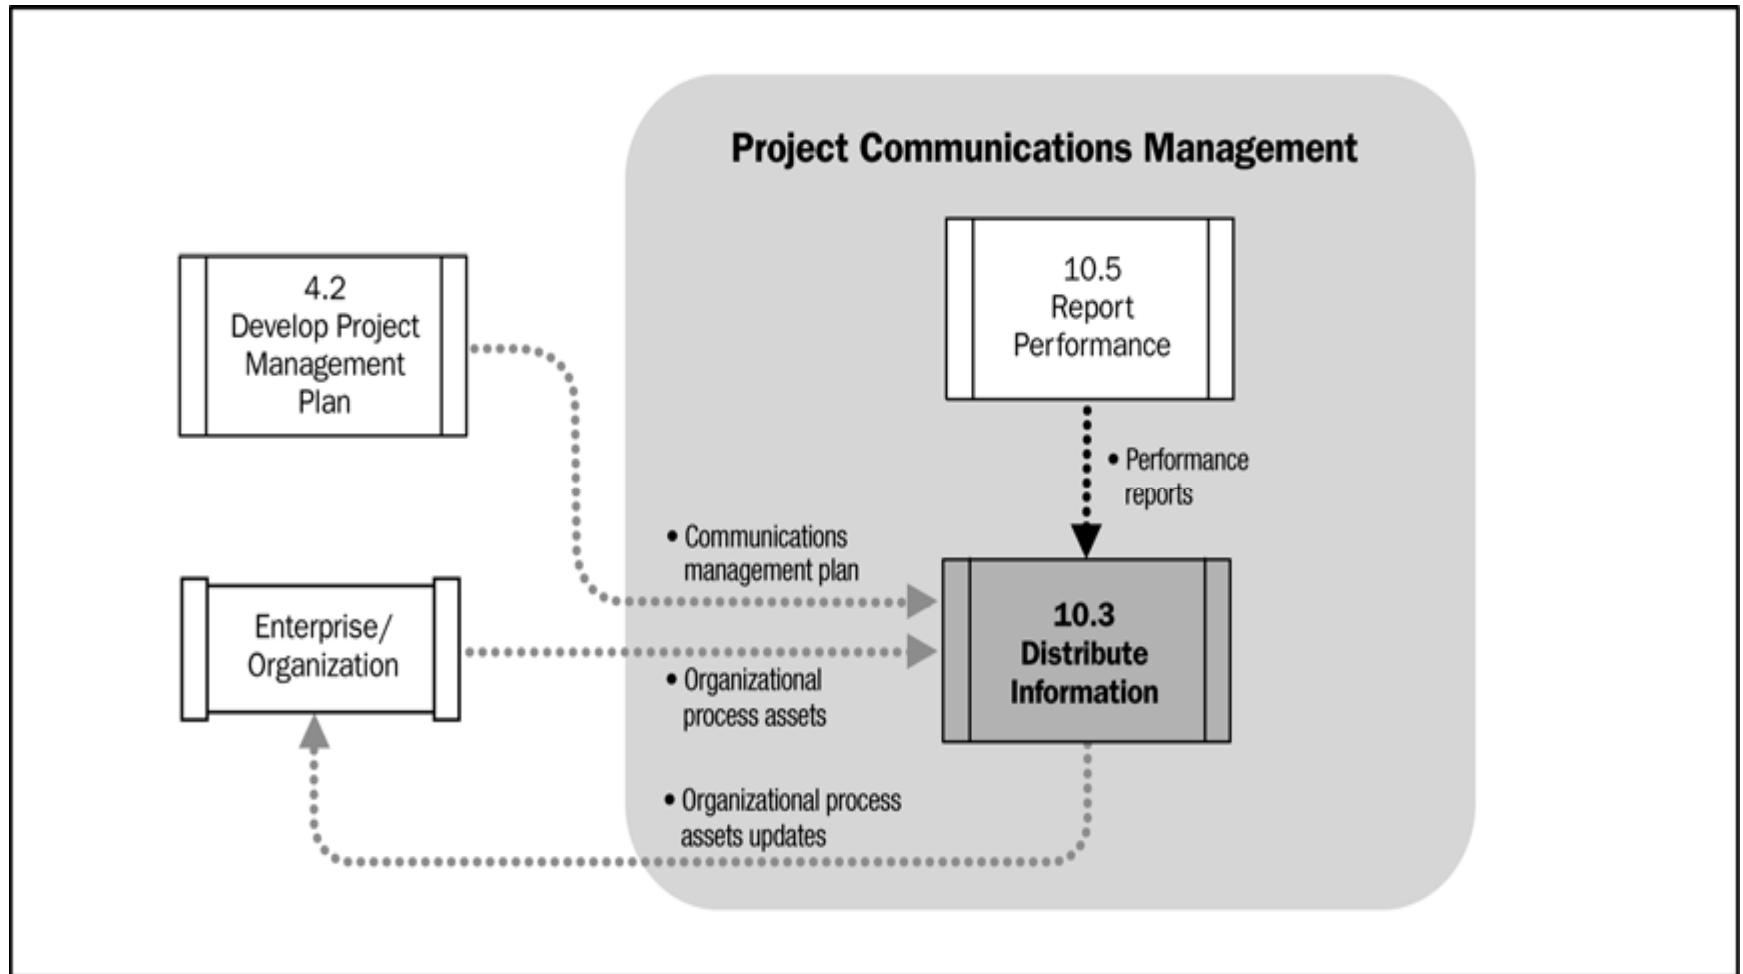 Project Communications Management
4.2
Develop Project
Management
Plan
10.5
Report
Performance
• Performance
reports
• Communications
management plan
Enterprise/
Organization
10.3
Distribute
Information
• Organizational
process assets
• Organizational process
assets updates